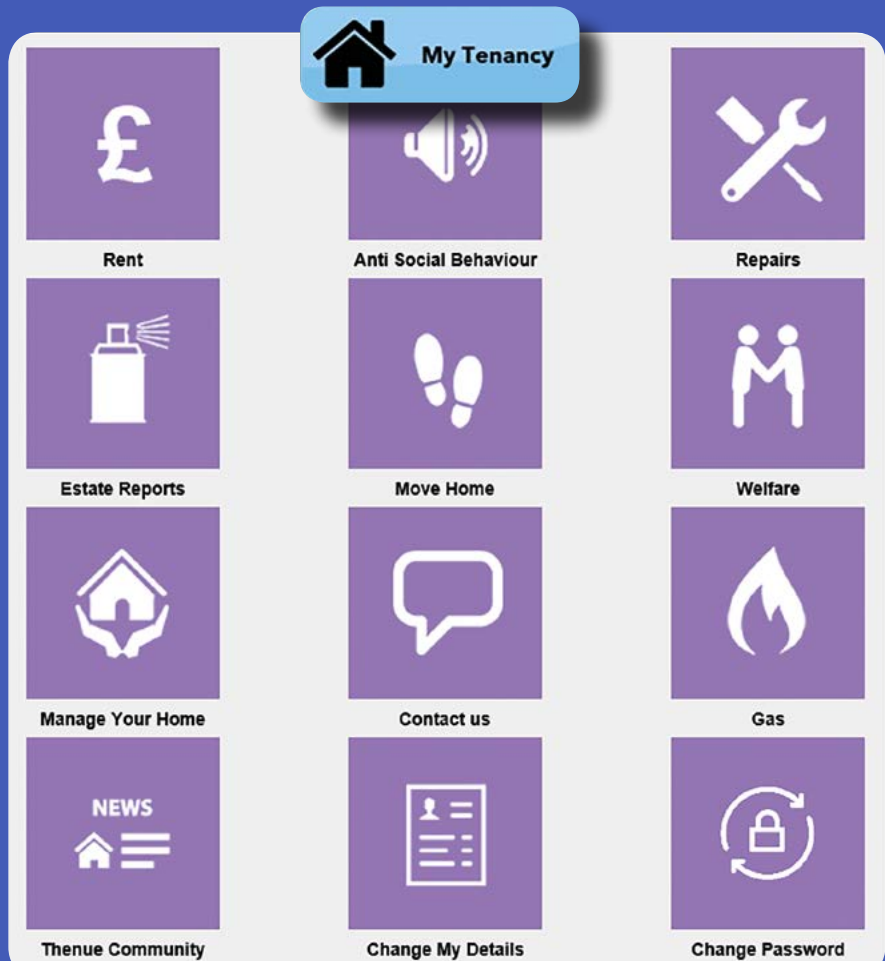 My Tenancy
£
Rent
Anti Social Behaviour
Repairs
Estate Reports
Move Home
Welfare
Manage Your Home
Contact us
Gas
NEWS
Thenue Community
Change My Details
Change Password